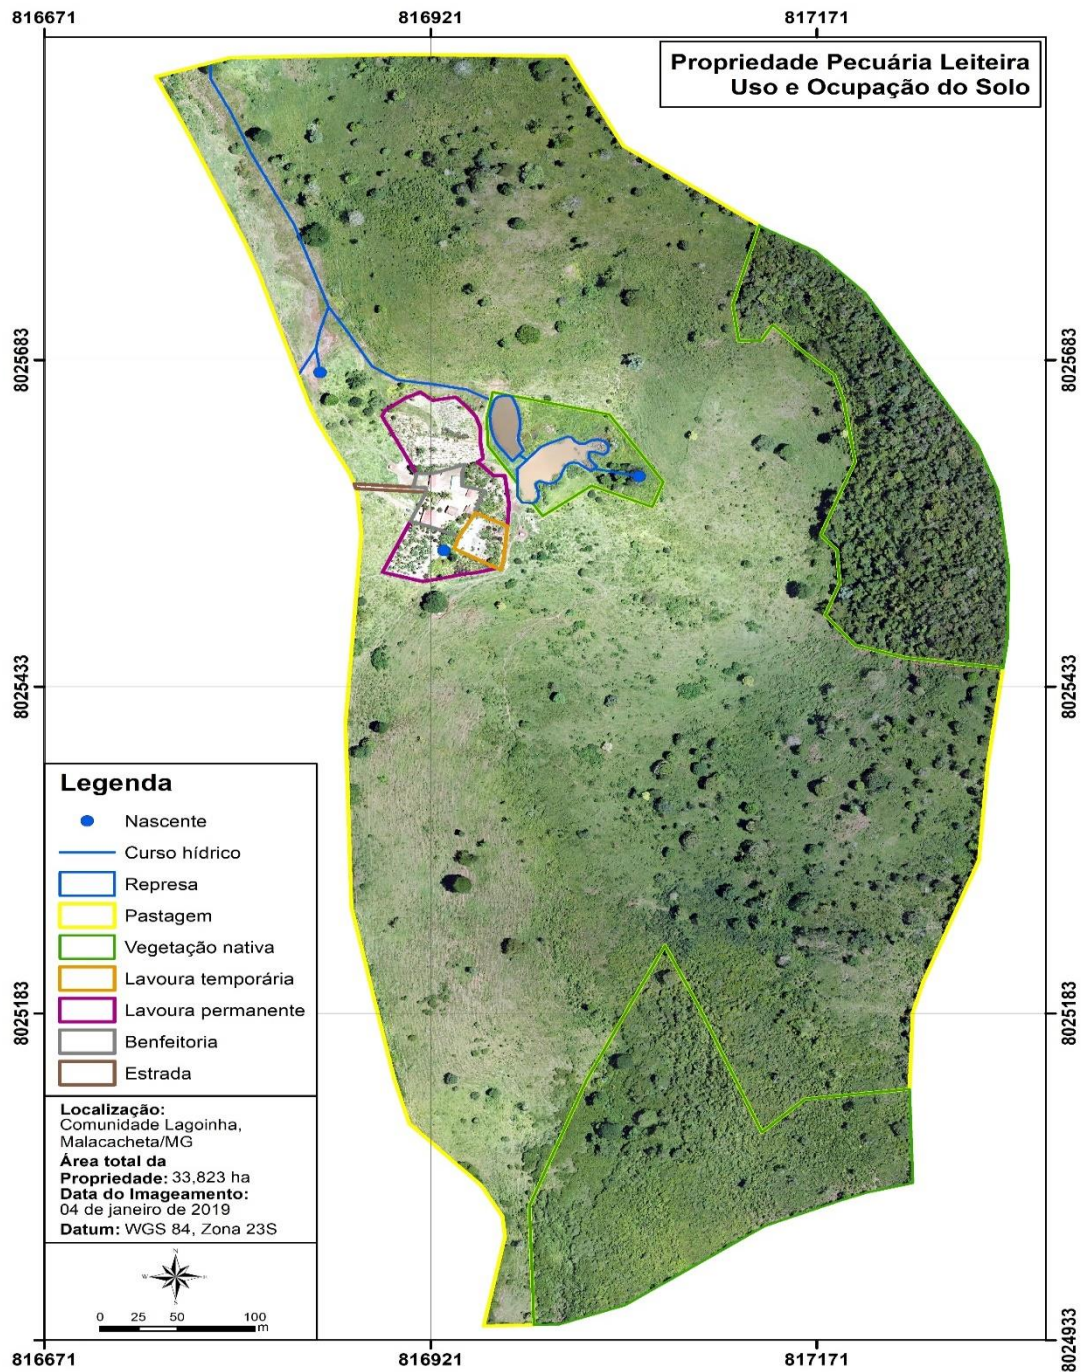 816671 816921 817171
Propriedade Pecuária Leiteira
Uso e Ocupação do Solo
8025683 8025683
8025433 8025433
8025183 8025183
8024933
Legenda
Nascente
Curso hídrico
Represa
Pastagem
Vegetação nativa
Lavoura temporária
Lavoura permanente
Benfeitoria
Estrada
Localização:
Comunidade Lagoinha,
Malacacheta/MG
Área total da
Propriedade: 33,823 ha
Data do Imageamento:
04 de janeiro de 2019
Datum: WGS 84, Zona 23S
N
W E
S
0 25 50 100
m
816671 816921 817171